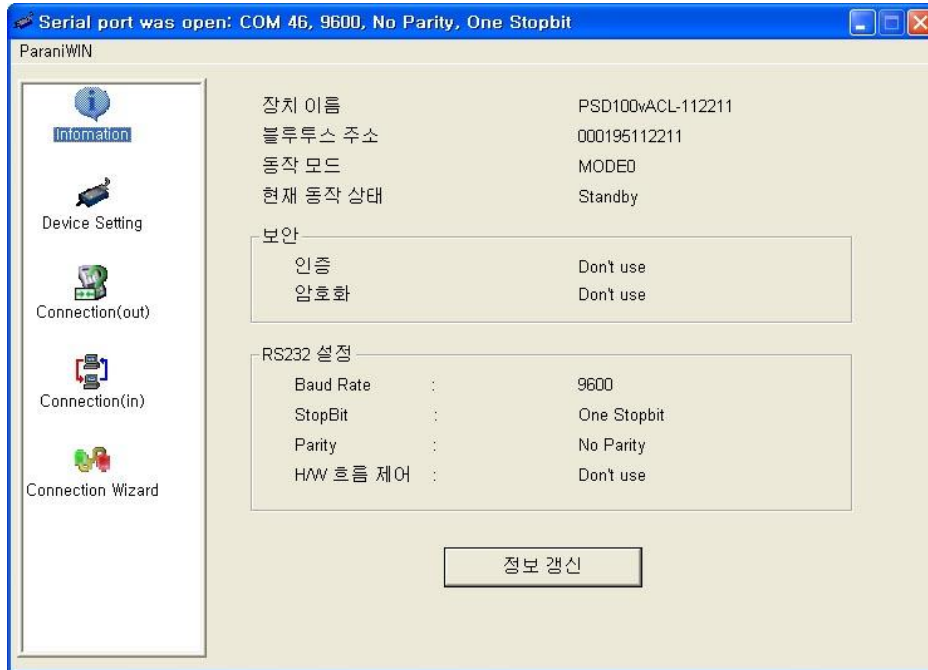 Serial port was open: COM 46, 9600, No Parity, One Stopbit
ParaniWIN
Infomation
Device Setting
Connection(out)
Connection(in)
Connection Wizard
장치 이름 PSD100vACL-112211
블루투스 주소 000195112211
동작 모드 MODE0
현재 동작 상태 Standby
보안
인증 Don't use
암호화 Don't use
RS232 설정
Baud Rate : 9600
StopBit : One Stopbit
Parity : No Parity
H/W 흐름 제어 : Don't use
정보 갱신